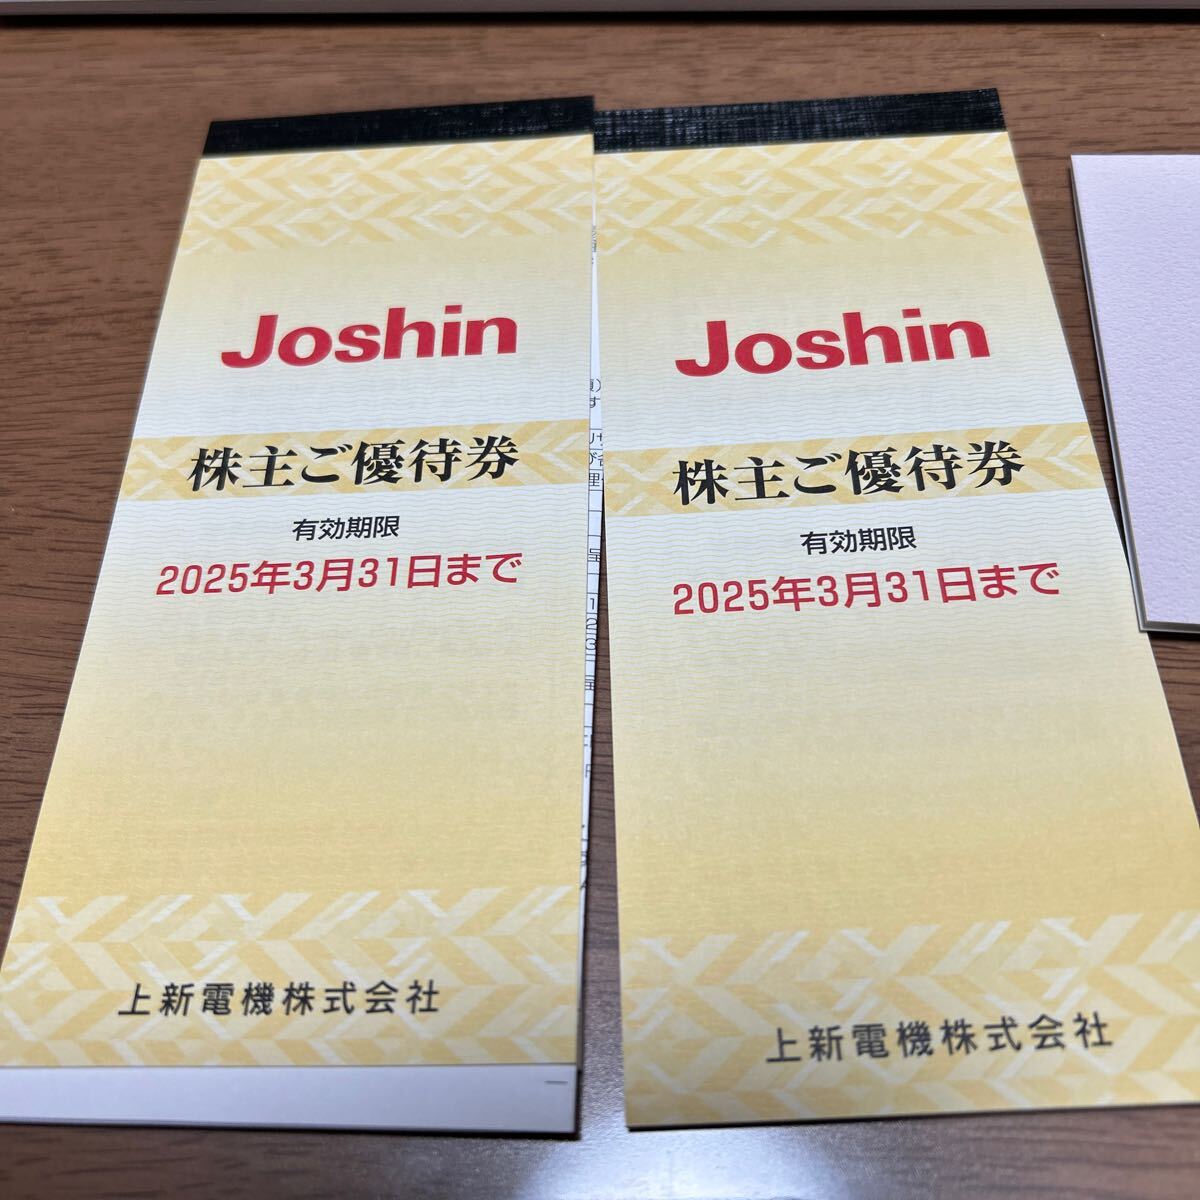 Joshin
株主ご優待券
有効期限
2025年3月31日まで
上新電機株式会社
Joshin
株主ご優待券
有効期限
2025年3月31日まで
上新電機株式会社